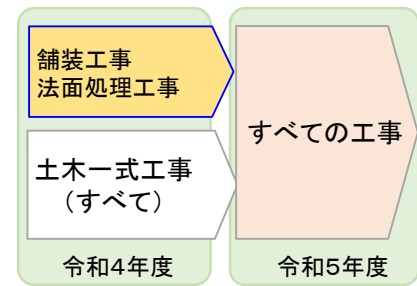 舗装工事
法面処理工事
土木一式工事
（すべて）
すべての工事
令和4年度
令和5年度